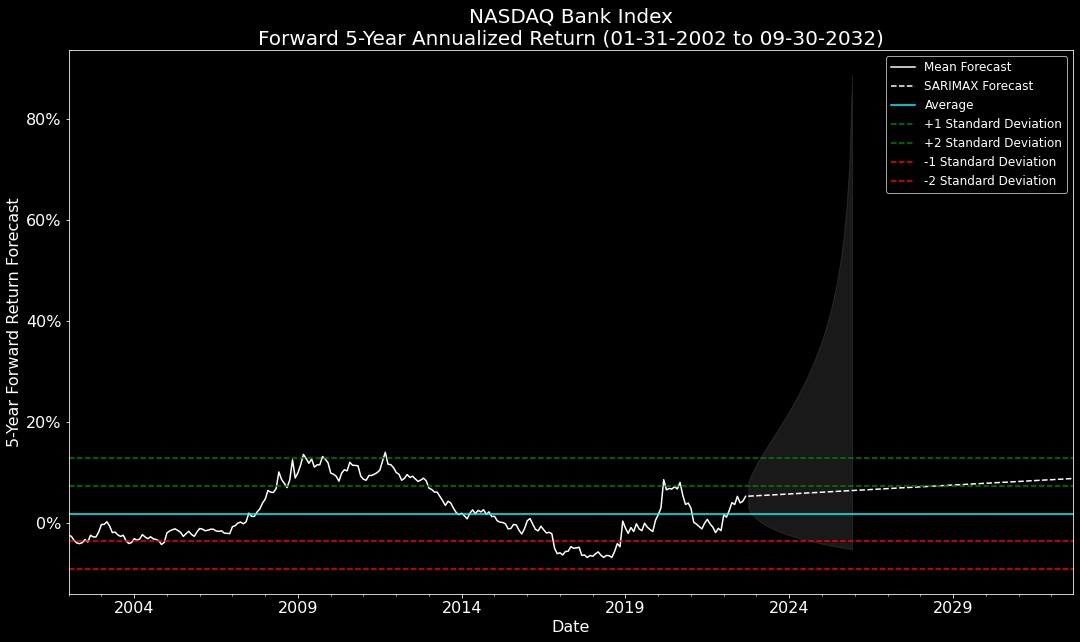 NASDAQ Bank Index
Forward 5-Year Annualized Return (01-31-2002 to 09-30-2032)
Mean Forecast
SARIMAX Forecast
Average
+1 Standard Deviation
+2 Standard Deviation
-1 Standard Deviation
-2 Standard Deviation
5-Year Forward Return Forecast
80%
60%
40%
20%
0%
2004
2009
2014
2019
2024
2029
Date